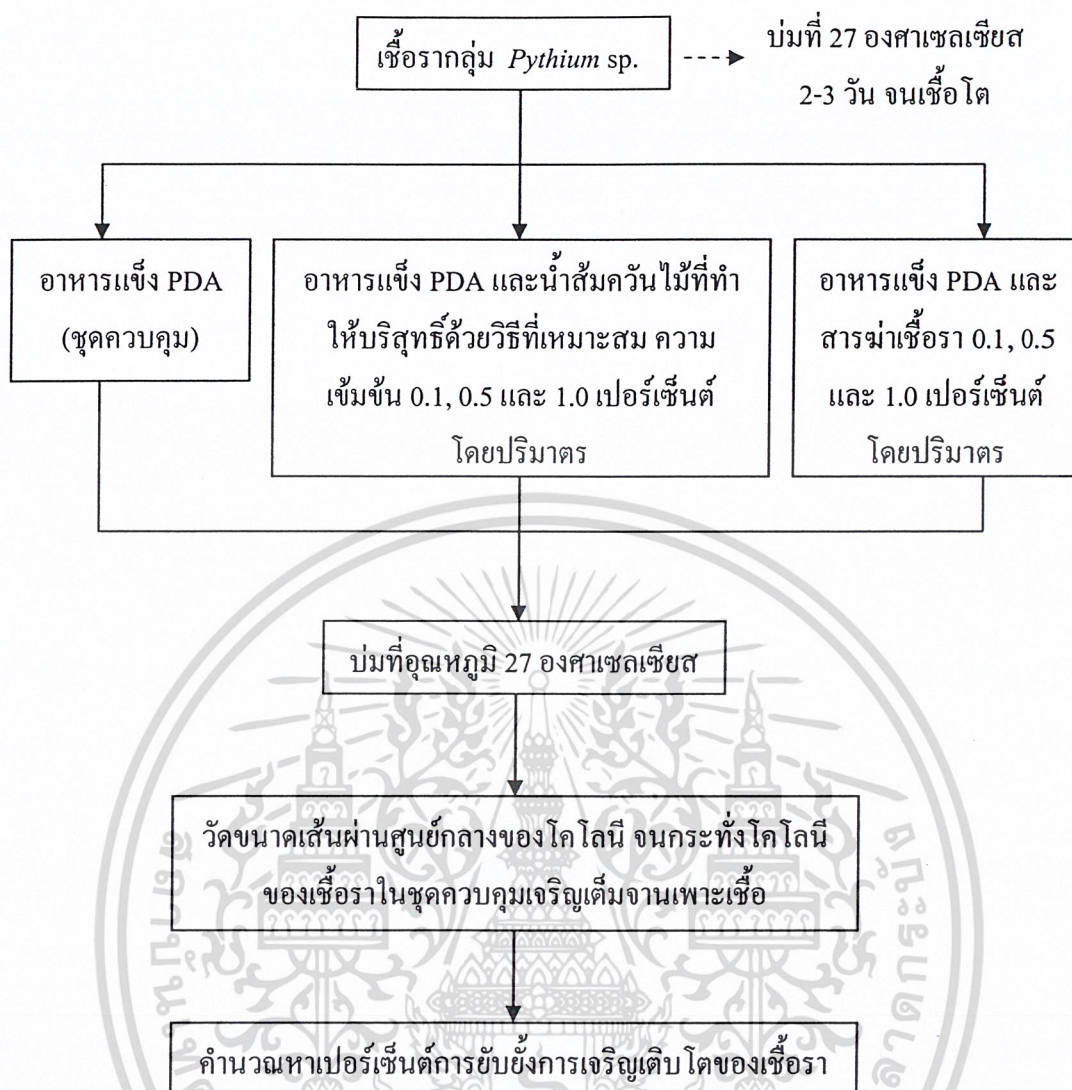 เชื้อรากลุ่ม Pythium sp.
บ่มที่ 27 องศาเซลเซียส
2-3 วัน จนเชื้อโต
อาหารแข็ง PDA
(ชุดควบคุม)
อาหารแข็ง PDA และน้ำส้มควันไม้ที่ทำ
ให้บริสุทธิ์ด้วยวิธีที่เหมาะสม ความ
เข้มข้น 0.1, 0.5 และ 1.0 เปอร์เซ็นต์
โดยปริมาตร
อาหารแข็ง PDA และ
สารฆ่าเชื้อรา 0.1, 0.5
และ 1.0 เปอร์เซ็นต์
โดยปริมาตร
บ่มที่อุณหภูมิ 27 องศาเซลเซียส
วัดขนาดเส้นผ่านศูนย์กลางของโคโลนี จนกระทั่งโคโลนี
ของเชื้อราในชุดควบคุมเจริญเต็มจานเพาะเชื้อ
คำนวณหาเปอร์เซ็นต์การยับยั้งการเจริญเติบโตของเชื้อรา